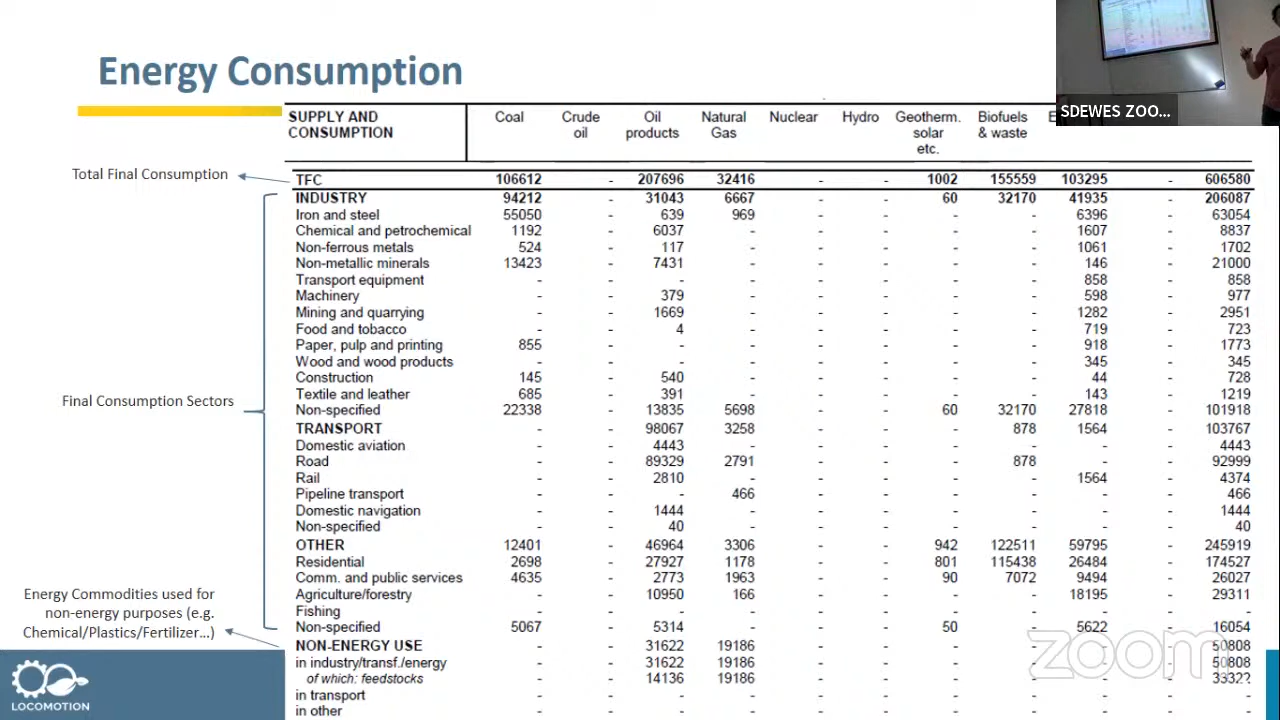 Energy Consumption
SDEWES ZOO...
SUPPLY AND CONSUMPTION Coal Crude oil Oil products Natural Gas Nuclear Hydro Geotherm. solar etc. Biofuels & waste E
Total Final Consumption
TFC 106612 - 207696 32416 - - 1002 155559 103295 - 606580
INDUSTRY 94212 - 31043 6667 - - 60 32170 41935 - 206087
Iron and steel 55050 - 639 969 - - - - 6396 - 63054
Chemical and petrochemical 1192 - 6037 - - - - - 1607 - 8837
Non-ferrous metals 524 - 117 - - - - - 1061 - 1702
Non-metallic minerals 13423 - 7431 - - - - - 146 - 21000
Transport equipment - - - - - - - - 858 - 858
Machinery - - 379 - - - - - 598 - 977
Mining and quarrying - - 1669 - - - - - 1282 - 2951
Food and tobacco - - 4 - - - - - 719 - 723
Paper, pulp and printing 855 - - - - - - - 918 - 1773
Wood and wood products - - - - - - - - 345 - 345
Construction 145 - 540 - - - - - 44 - 728
Textile and leather 685 - 391 - - - - - 143 - 1219
Final Consumption Sectors
Non-specified 22338 - 13835 5698 - - 60 32170 27818 - 101918
TRANSPORT - - 98067 3258 - - - 878 1564 - 103767
Domestic aviation - - 4443 - - - - - - - 4443
Road - - 89329 2791 - - - 878 - - 92999
Rail - - 2810 - - - - - 1564 - 4374
Pipeline transport - - - 466 - - - - - - 466
Domestic navigation - - 1444 - - - - - - - 1444
Non-specified - - 40 - - - - - - - 40
OTHER 12401 - 46964 3306 - - 942 122511 59795 - 245919
Residential 2698 - 27927 1178 - - 801 115438 26484 - 174527
Comm. and public services 4635 - 2773 1963 - - 90 7072 9494 - 26027
Agriculture/forestry - - 10950 166 - - - - 18195 - 29311
Fishing - - - - - - - - - - -
Non-specified 5067 - 5314 - - - 50 - 5622 - 16054
Energy Commodities used for
non-energy purposes (e.g.
Chemical/Plastics/Fertilizer...)
NON-ENERGY USE - - 31622 19186 - - - - - - 50808
in industry/transf./energy - - 31622 19186 - - - - - - 50808
of which: feedstocks - - 14136 19186 - - - - - - 33322
in transport - - - - - - - - - - -
in other - - - - - - - - - - -
zoom
LOCOMOTION